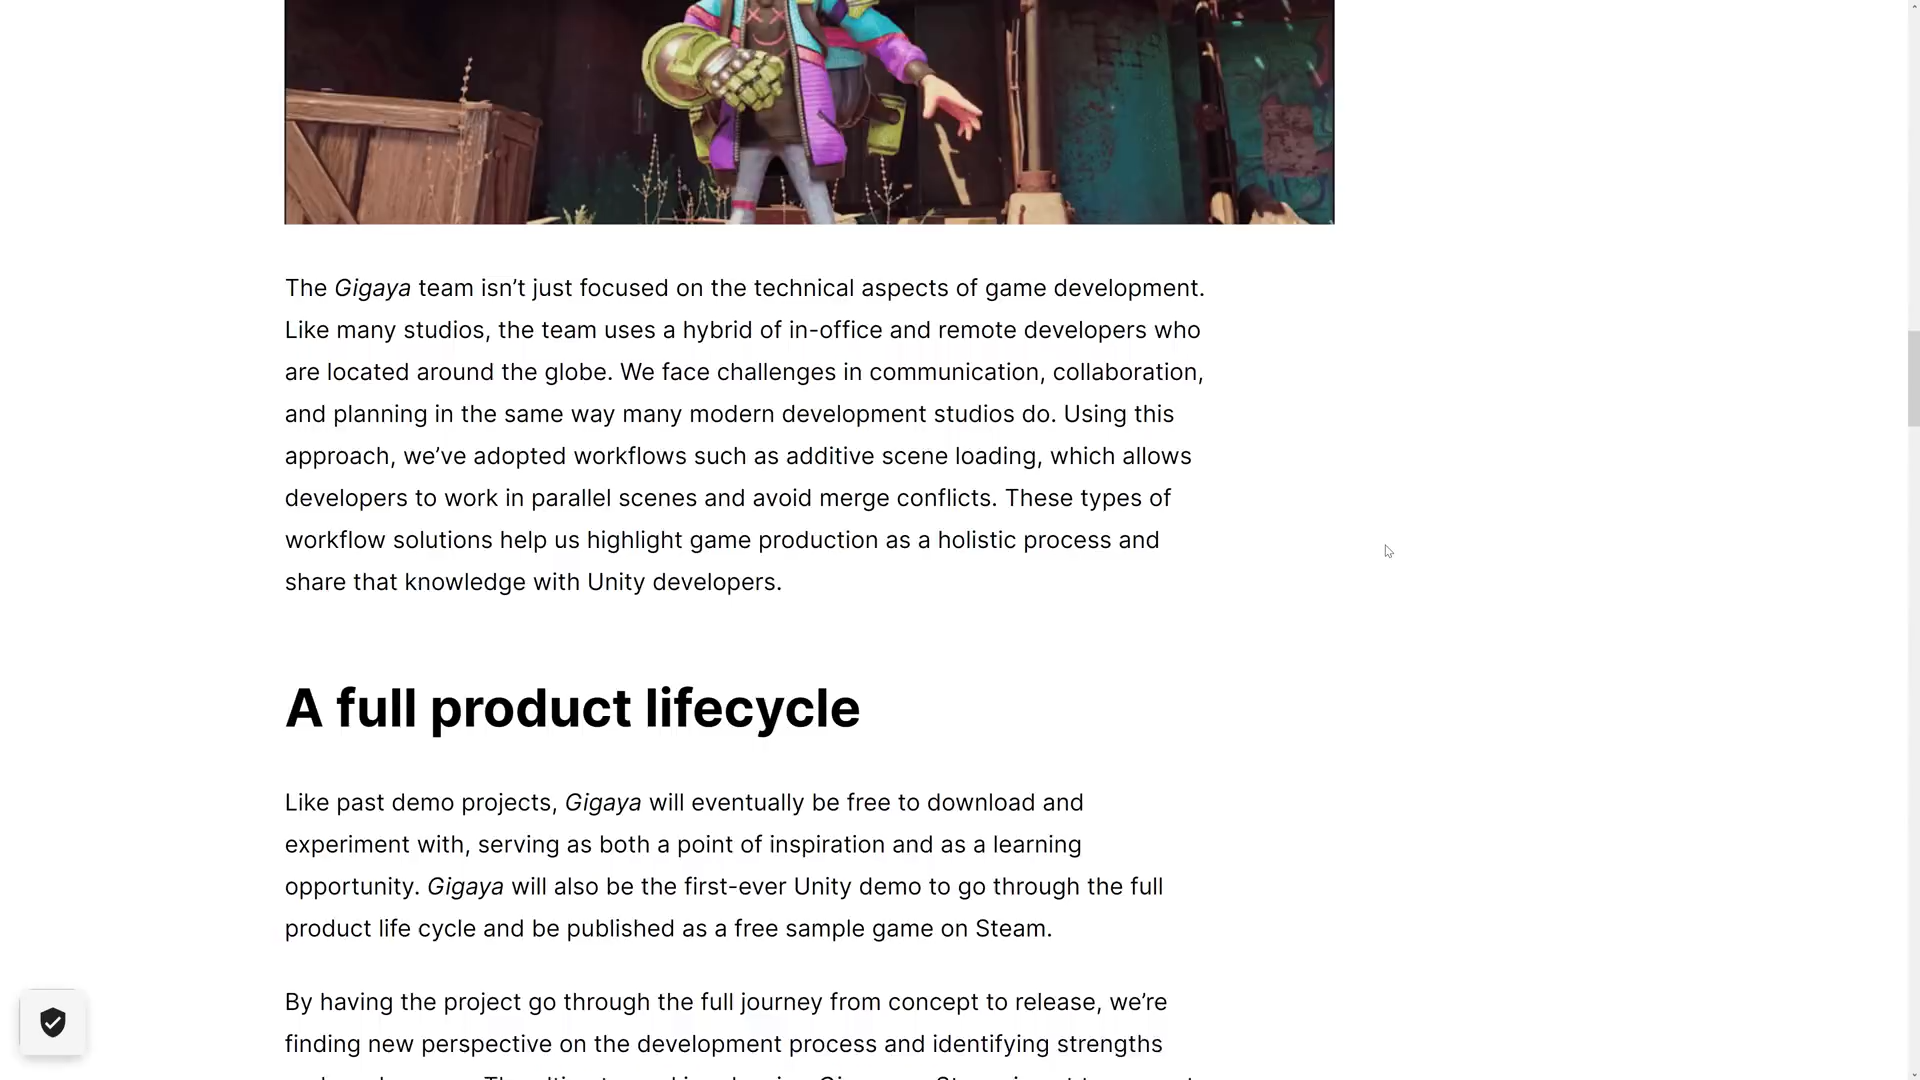 The Gigaya team isn’t just focused on the technical aspects of game development.
Like many studios, the team uses a hybrid of in-office and remote developers who
are located around the globe. We face challenges in communication, collaboration,
and planning in the same way many modern development studios do. Using this
approach, we’ve adopted workflows such as additive scene loading, which allows
developers to work in parallel scenes and avoid merge conflicts. These types of
workflow solutions help us highlight game production as a holistic process and
share that knowledge with Unity developers.
A full product lifecycle
Like past demo projects, Gigaya will eventually be free to download and
experiment with, serving as both a point of inspiration and as a learning
opportunity. Gigaya will also be the first-ever Unity demo to go through the full
product life cycle and be published as a free sample game on Steam.
By having the project go through the full journey from concept to release, we’re
finding new perspective on the development process and identifying strengths